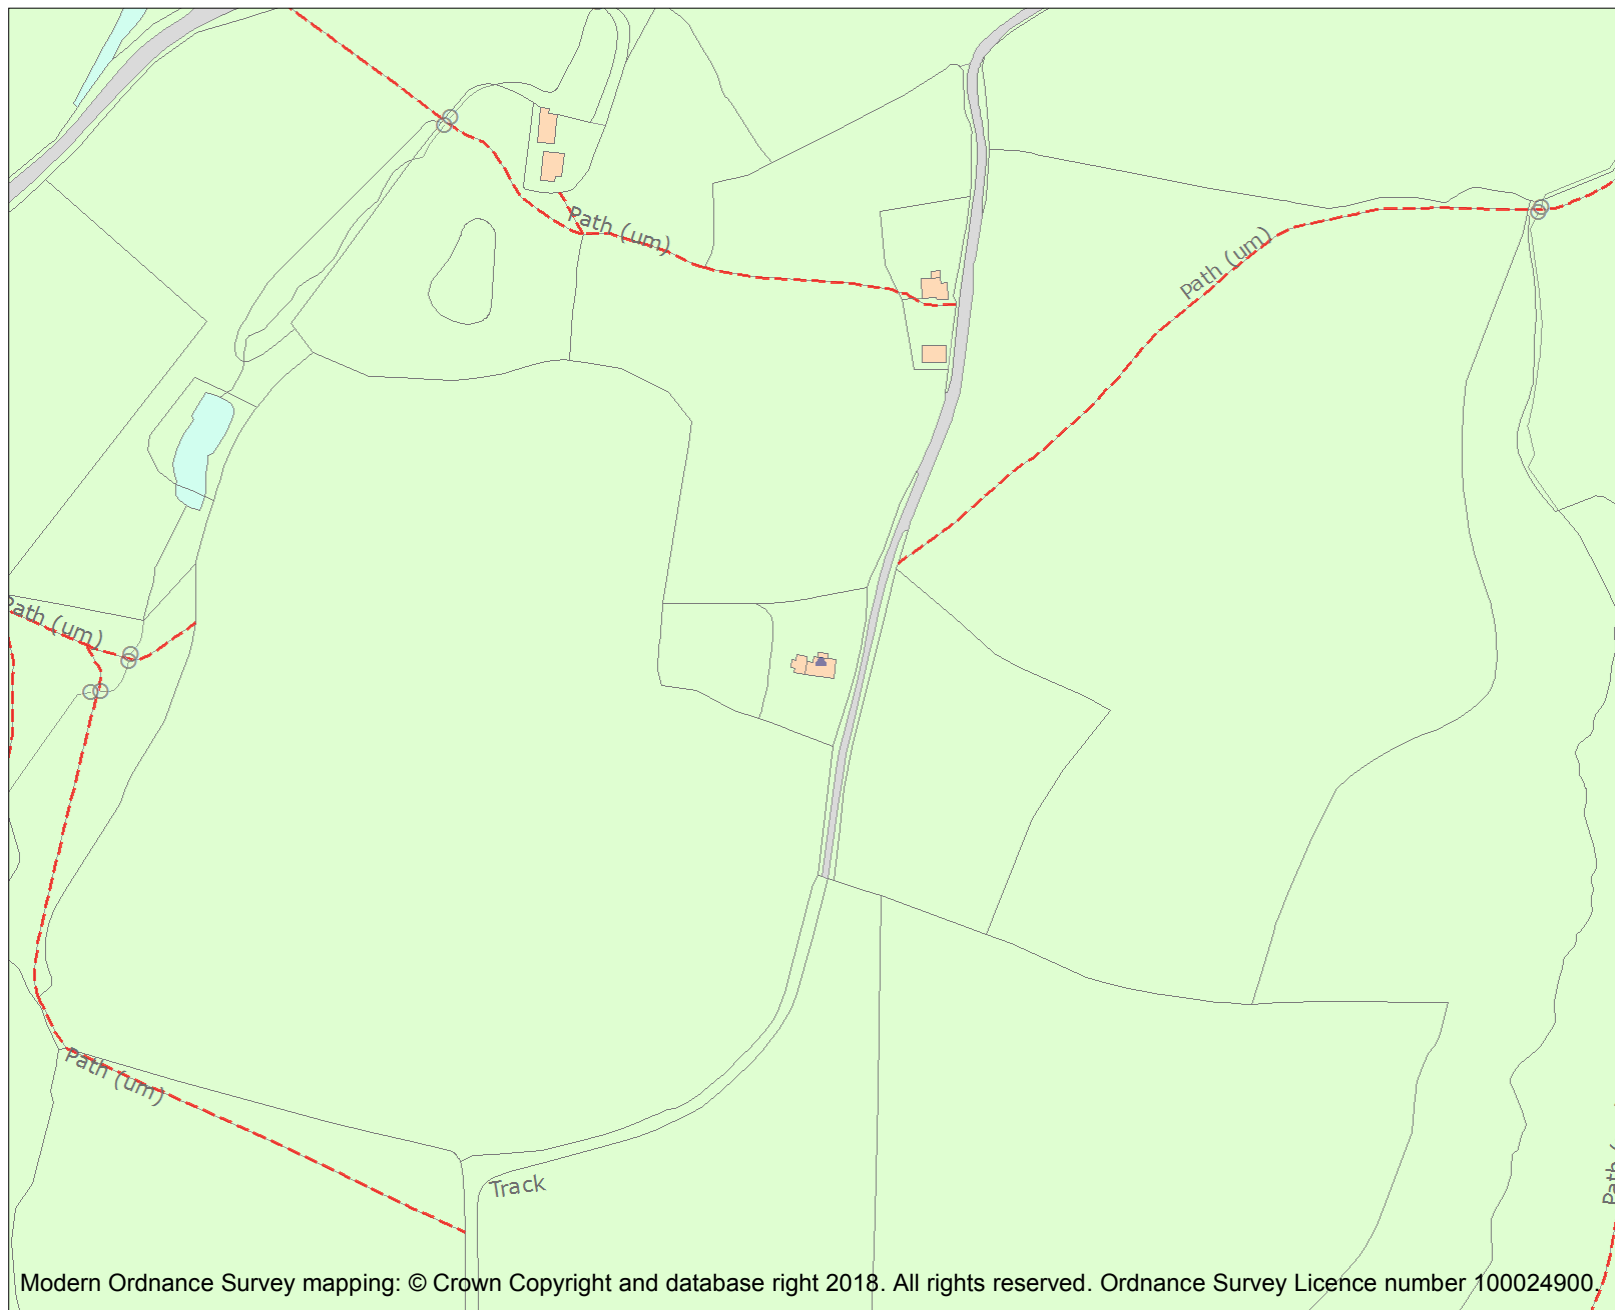 Path (um)
Path (um)
Path (um)
Path (um)
Track
Path (
Modern Ordnance Survey mapping: © Crown Copyright and database right 2018. All rights reserved. Ordnance Survey Licence number 100024900.